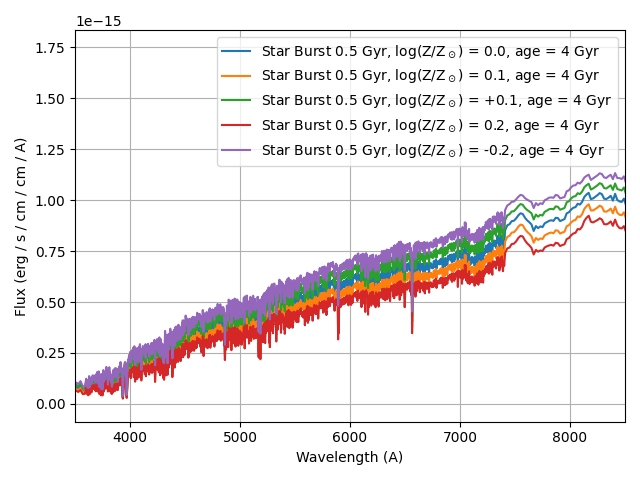 1e−15
1.75
1.50
1.25
1.00
0.75
0.50
0.25
0.00
Flux (erg / s / cm / cm / A)
Star Burst 0.5 Gyr, log(Z/Z⊙) = 0.0, age = 4 Gyr
Star Burst 0.5 Gyr, log(Z/Z⊙) = 0.1, age = 4 Gyr
Star Burst 0.5 Gyr, log(Z/Z⊙) = +0.1, age = 4 Gyr
Star Burst 0.5 Gyr, log(Z/Z⊙) = 0.2, age = 4 Gyr
Star Burst 0.5 Gyr, log(Z/Z⊙) = -0.2, age = 4 Gyr
4000 5000 6000 7000 8000
Wavelength (A)